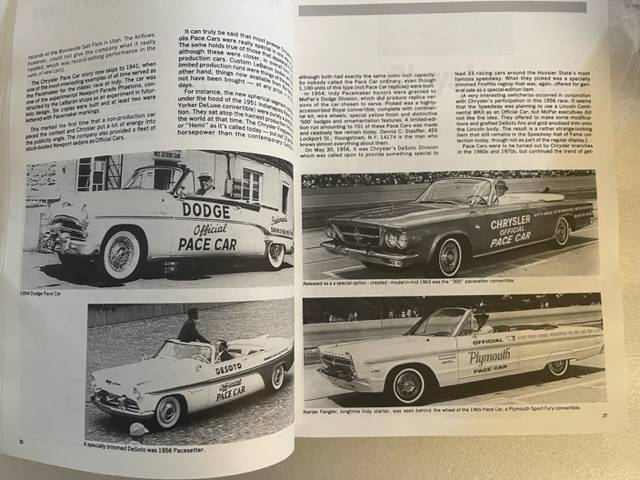 records at the Bonneville Salt Flats in Utah. The Airflows,
however, could not give the company what it really
needed; which was record-selling performance in the
sales of new cars!
The Chrysler Pace Car story now skips to 1941, when
one of the most interesting examples of all time served as
the Pacemaker for the classic race at Indy. The car was
one of the experimental Newport Parade Phaetons, con-
structed by the LeBaron shops as an experiment in futur-
istic design. Six copies were built and at least two were
adorned with Pacemaker markings.
This marked the first time that a non-production car
paced the contest and Chrysler put a lot of energy into
the publicity angle. The company also provided a fleet of
stock-bodied Newport sedans as Official Cars.
It can truly be said that most prewar
olis Pace Cars were really special
The same holds true of those that
although these were closer, in
production cars. Custom LeBaron
limited production runs were things of the
other hand, things now available
not have been bought — at any price
For instance, the new
under the hood of the 1951
Yorker DeLuxe convertible) were purely a
tion. They sat atop the hairiest
the world at that time. The Chrysler
or "Hemi" as it's called today —
horsepower than the contemporary
although both had exactly the same cubic inch capacity.
So nobody called the Pace Car ordinary, even though
1,100 units of this type (not Pace Car replicas) were built.
In 1954, Indy Pacemaker honors were granted to
MoPar's Dodge Division, which did produce replica ver-
sions of the car chosen to serve. Picked was a highly-
accessorized Royal convertible, complete with continen-
tal kit, wire wheels, special yellow finish and distinctive
"500" badges and ornamentation features. A limited-edi-
tion run amounting to 701 of these Pace Cars was made
and relatively few remain today. Dennis C. Stauffer, 455
Lockport St., Youngstown, N.Y. 14174 is the man who
knows almost everything about them.
On May 30, 1956, it was Chrysler's DeSoto Division
which was called upon to provide something special to
lead 33 racing cars around the Hoosier State's most
famous speedway. What they picked was a specially
trimmed Fireflite ragtop that was, again, offered for gen-
eral sale as a special-edition item.
(A very interesting switcheroo occurred in conjunction
with Chrysler's participation in this 1956 race. It seems
that the Speedway was planning to use a Lincoln Conti-
nental MKII as an Official Car, but MoPar executives did
not like the idea. They offered to make some modifica-
tions and grafted DeSoto fins and gold anodized trim onto
the Lincoln body. The result is a rather strange-looking
item that still remains in the Speedway Hall of Fame col-
lection today, though not as part of the regular display.)
Pace Cars were to be turned out by Chrysler branches
in the 1960s and 1970s, but continued the trend of get-
DODGE
Official
PACE CAR
1954 Dodge Pace Car
DESOTO
Official
PACE CAR
A specially trimmed DeSoto was 1956 Pacesetter.
CHRYSLER
OFFICIAL
PACE CAR
Released as a special option - created - model in mid 1963 was the "300" pacesetter convertible.
OFFICIAL
Plymouth
PACE CAR
Harlan Fengler, longtime Indy starter, was seen behind the wheel of the 1965 Pace Car, a Plymouth Sport Fury convertible.
27